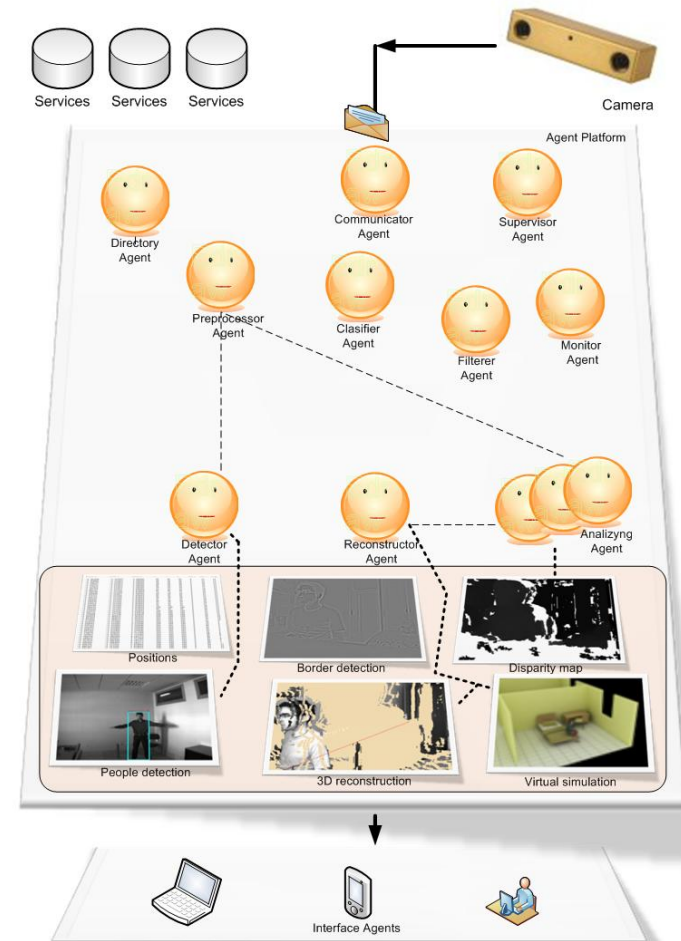 Services
Services
Services
Camera
Agent Platform
Directory
Agent
Communicator
Agent
Supervisor
Agent
Preprocessor
Agent
Clasifier
Agent
Filterer
Agent
Monitor
Agent
Detector
Agent
Reconstructor
Agent
Analizyng
Agent
Positions
Border detection
Disparity map
People detection
3D reconstruction
Virtual simulation
Interface Agents